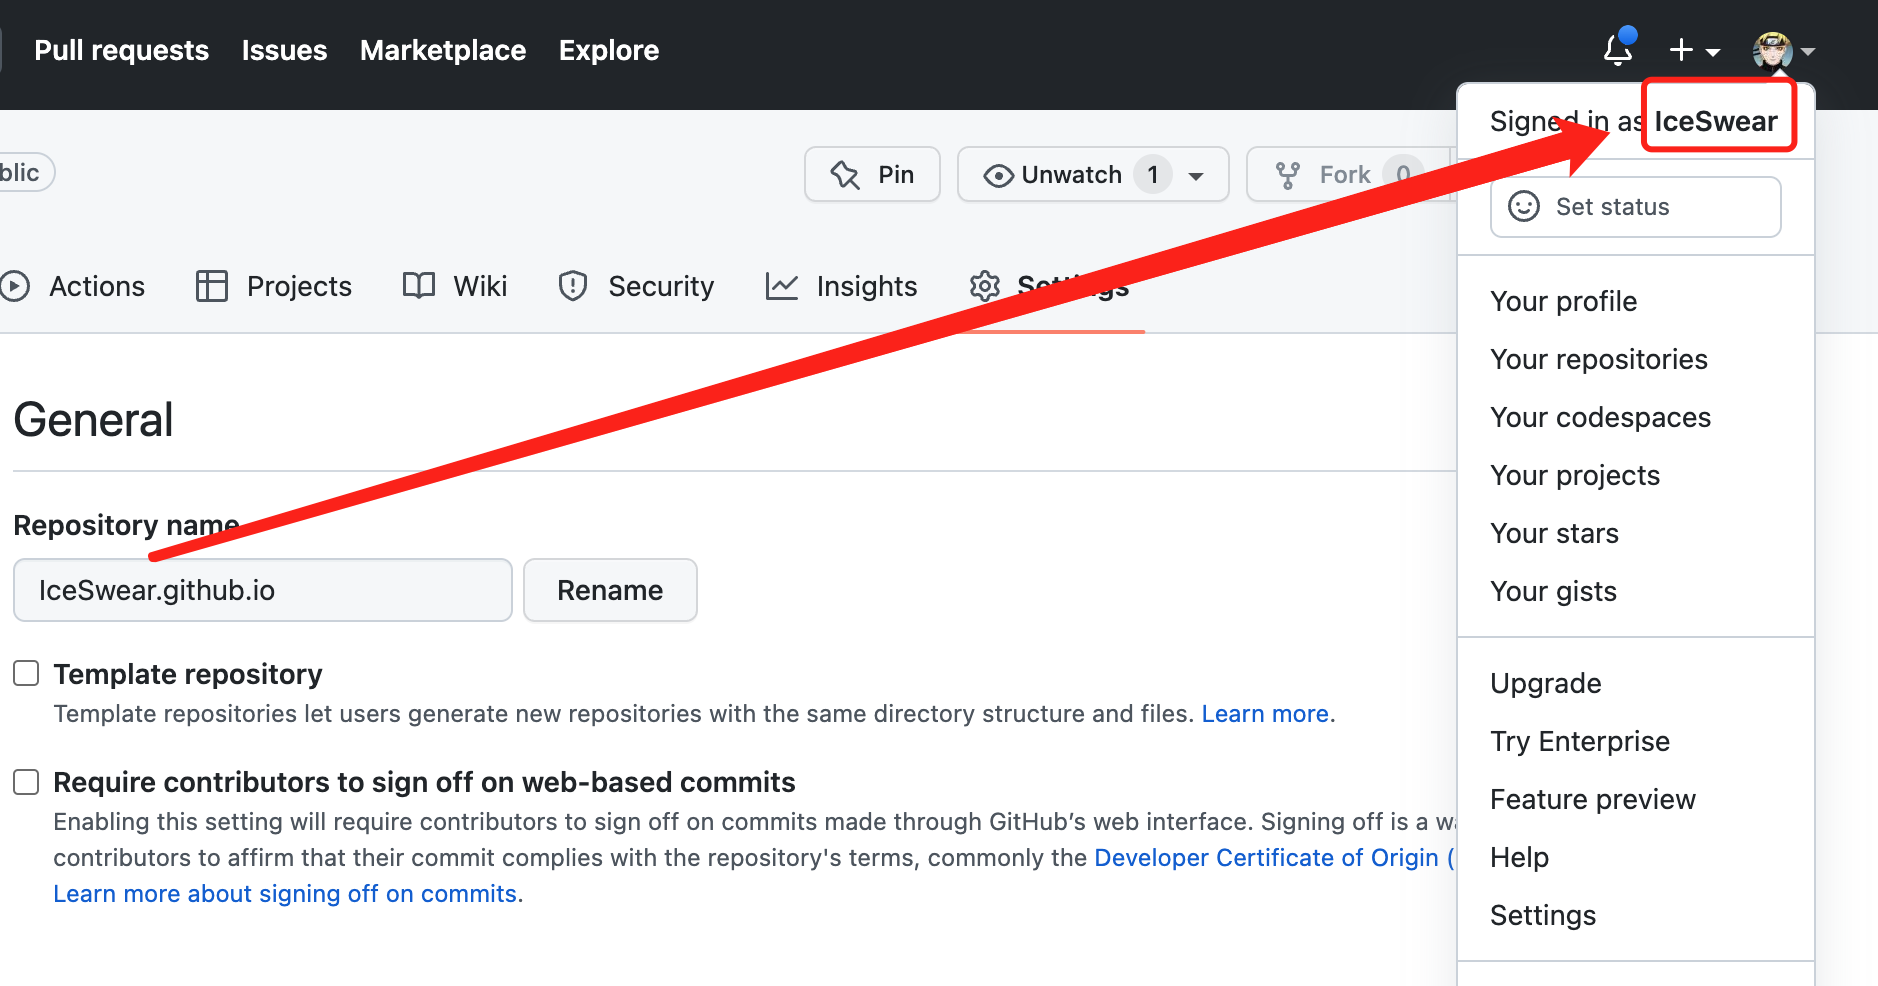 Pull requests Issues Marketplace Explore
Signed in as IceSwear
blic
Pin
Unwatch 1
Fork 0
Set status
Actions Projects Wiki Security Insights Settings
Your profile
Your repositories
Your codespaces
Your projects
Your stars
Your gists
Upgrade
Try Enterprise
Feature preview
Help
Settings
General
Repository name
IceSwear.github.io
Rename
Template repository
Template repositories let users generate new repositories with the same directory structure and files. Learn more.
Require contributors to sign off on web-based commits
Enabling this setting will require contributors to sign off on commits made through GitHub’s web interface. Signing off is a
contributors to affirm that their commit complies with the repository's terms, commonly the Developer Certificate of Origin (
Learn more about signing off on commits.